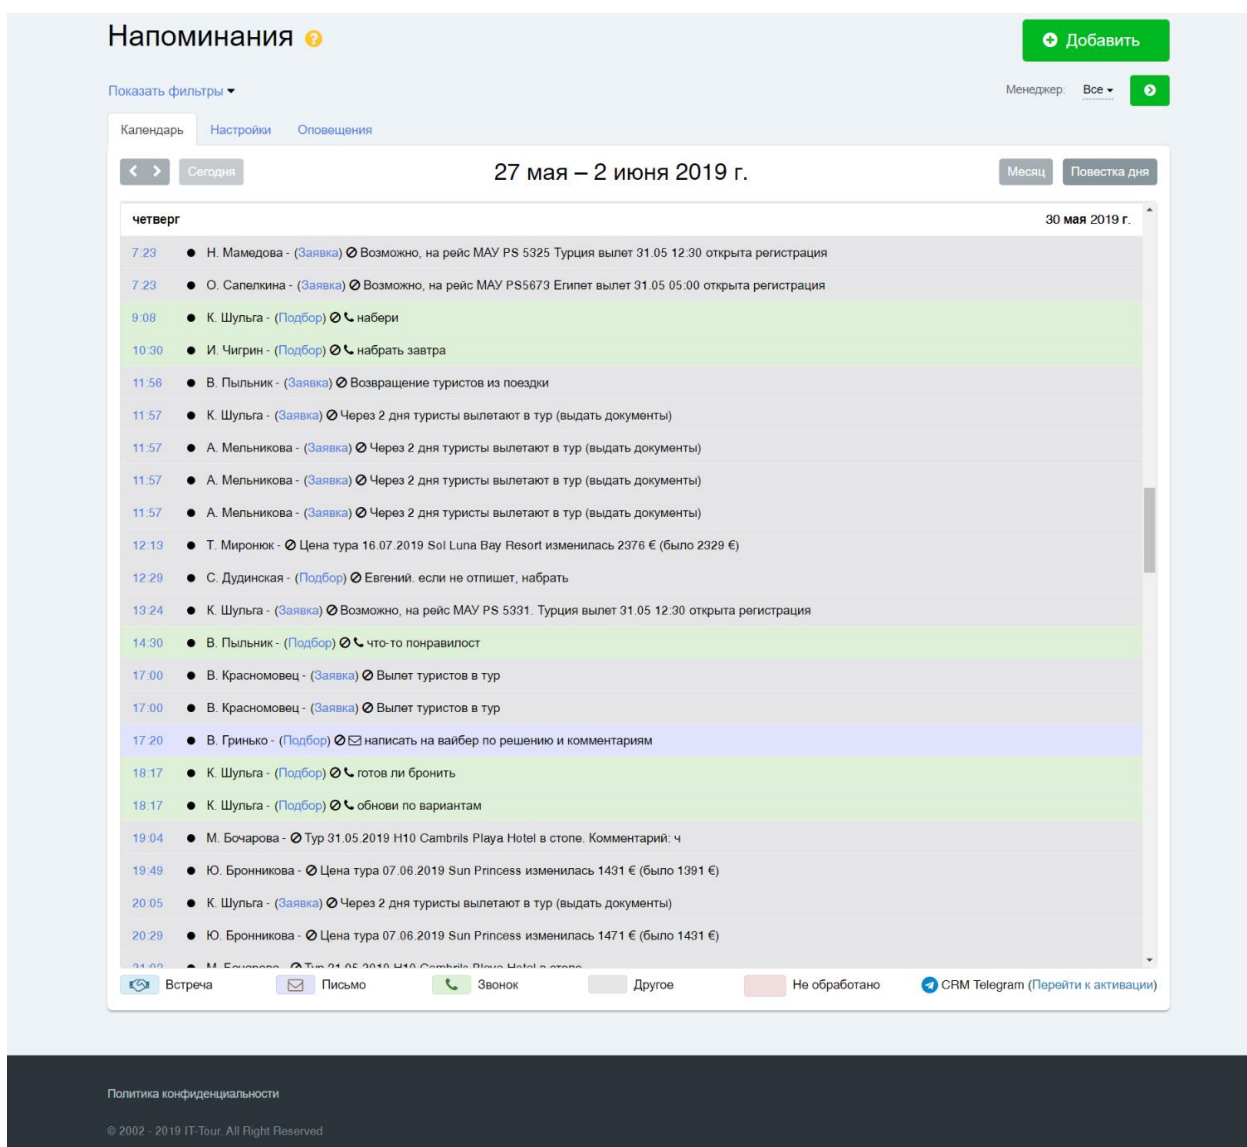 Напоминания
Добавить
Показать фильтры
Менеджер: Все
Календарь Настройки Оповещения
Сегодня 27 мая – 2 июня 2019 г. Месяц Повестка дня
четверг 30 мая 2019 г.
7:23 Н. Мамедова - (Заявка) Возможно, на рейс МАУ PS 5325 Турция вылет 31.05 12:30 открыта регистрация
7:23 О. Сапелкина - (Заявка) Возможно, на рейс МАУ PS5673 Египет вылет 31.05 05:00 открыта регистрация
9:08 К. Шульга - (Подбор) набери
10:30 И. Чигрин - (Подбор) набрать завтра
11:56 В. Пыльник - (Заявка) Возвращение туристов из поездки
11:57 К. Шульга - (Заявка) Через 2 дня туристы вылетают в тур (выдать документы)
11:57 А. Мельникова - (Заявка) Через 2 дня туристы вылетают в тур (выдать документы)
11:57 А. Мельникова - (Заявка) Через 2 дня туристы вылетают в тур (выдать документы)
11:57 А. Мельникова - (Заявка) Через 2 дня туристы вылетают в тур (выдать документы)
12:13 Т. Миронюк - Цена тура 16.07.2019 Sol Luna Bay Resort изменилась 2376 € (было 2329 €)
12:29 С. Дудинская - (Подбор) Евгений. если не отпишет, набрать
13:24 К. Шульга - (Заявка) Возможно, на рейс МАУ PS 5331. Турция вылет 31.05 12:30 открыта регистрация
14:30 В. Пыльник - (Подбор) что-то понравилост
17:00 В. Красномовец - (Заявка) Вылет туристов в тур
17:00 В. Красномовец - (Заявка) Вылет туристов в тур
17:20 В. Гринько - (Подбор) написать на вайбер по решению и комментариям
18:17 К. Шульга - (Подбор) готов ли бронить
18:17 К. Шульга - (Подбор) обнови по вариантам
19:04 М. Бочарова - Тур 31.05.2019 H10 Cambrils Playa Hotel в стопе. Комментарий: ч
19:49 Ю. Бронникова - Цена тура 07.06.2019 Sun Princess изменилась 1431 € (было 1391 €)
20:05 К. Шульга - (Заявка) Через 2 дня туристы вылетают в тур (выдать документы)
20:29 Ю. Бронникова - Цена тура 07.06.2019 Sun Princess изменилась 1471 € (было 1431 €)
Встреча Письмо Звонок Другое Не обработано CRM Telegram (Перейти к активации)
Политика конфиденциальности
© 2002 - 2019 IT-Tour. All Right Reserved